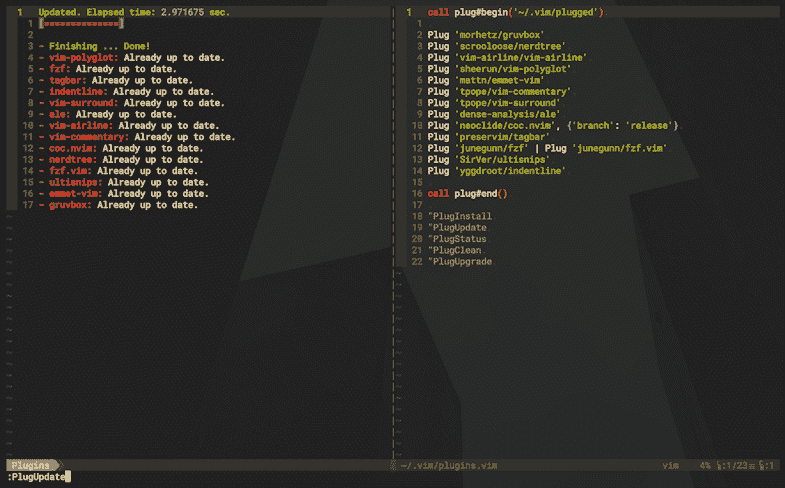 1 Updated. Elapsed time: 2.971675 sec.
1 [==============]
2
3 - Finishing ... Done!
4 - vim-polyglot: Already up to date.
5 - fzf: Already up to date.
6 - tagbar: Already up to date.
7 - indentline: Already up to date.
8 - vim-surround: Already up to date.
9 - ale: Already up to date.
10 - vim-airline: Already up to date.
11 - vim-commentary: Already up to date.
12 - coc.nvim: Already up to date.
13 - nerdtree: Already up to date.
14 - fzf.vim: Already up to date.
15 - ultisnips: Already up to date.
16 - emmet-vim: Already up to date.
17 - gruvbox: Already up to date.
Plugins
:PlugUpdate
1 call plug#begin('~/.vim/plugged')
1
2 Plug 'morhetz/gruvbox'
3 Plug 'scrooloose/nerdtree'
4 Plug 'vim-airline/vim-airline'
5 Plug 'sheerun/vim-polyglot'
6 Plug 'mattn/emmet-vim'
7 Plug 'tpope/vim-commentary'
8 Plug 'tpope/vim-surround'
9 Plug 'dense-analysis/ale'
10 Plug 'neoclide/coc.nvim', {'branch': 'release'}
11 Plug 'preservim/tagbar'
12 Plug 'junegunn/fzf' | Plug 'junegunn/fzf.vim'
13 Plug 'SirVer/ultisnips'
14 Plug 'yggdroot/indentline'
15
16 call plug#end()
17
18 "PlugInstall
19 "PlugUpdate
20 "PlugStatus
21 "PlugClean
22 "PlugUpgrade
~/.vim/plugins.vim vim 4% :1/23 :1